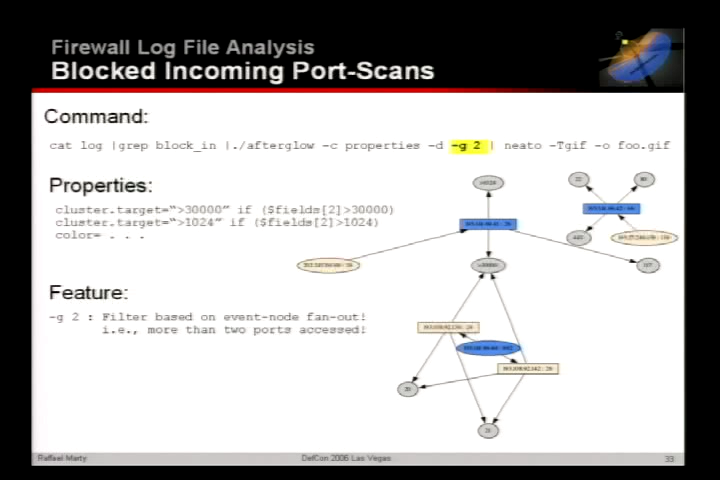 Firewall Log File Analysis
Blocked Incoming Port-Scans
Command:
cat log |grep block_in |./afterglow -c properties -d -g 2 | neato -Tgif -o foo.gif
Properties:
cluster.target=“>30000” if ($fields[2]>30000)
cluster.target=“>1024” if ($fields[2]>1024)
color= . . .
Feature:
-g 2 : Filter based on event-node fan-out!
i.e., more than two ports accessed!
>30000
22
80
20
Raffael Marty
DefCon 2006 Las Vegas
33